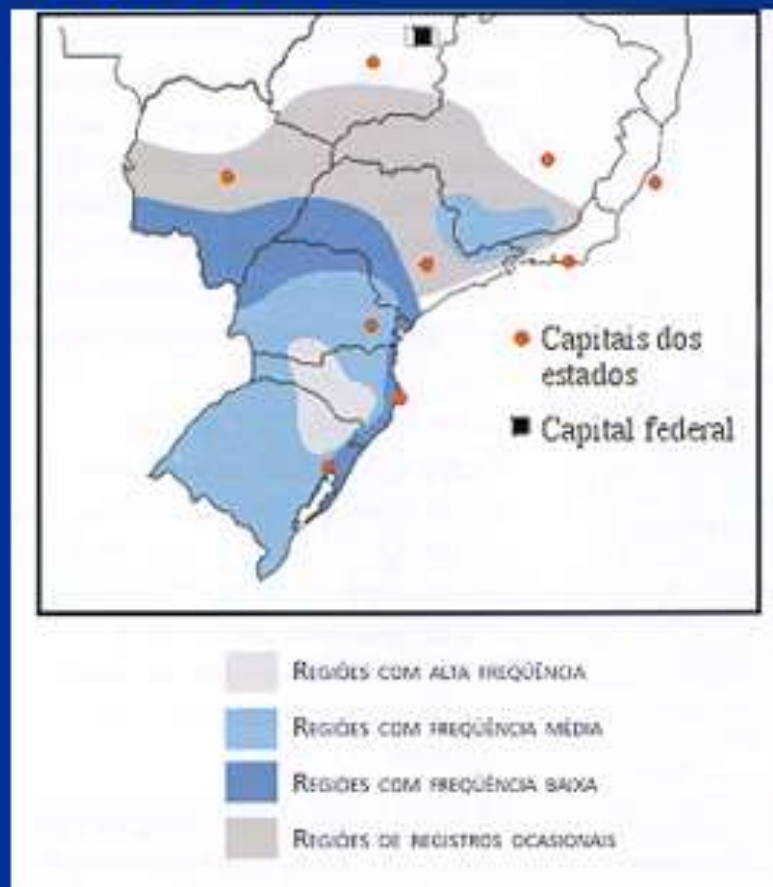 Capitais dos
estados
Capital federal
REGIÕES COM ALTA FREQÜÊNCIA
REGIÕES COM FREQÜÊNCIA MÉDIA
REGIÕES COM FREQÜÊNCIA BAIXA
REGIÕES DE REGISTROS OCASIONAIS